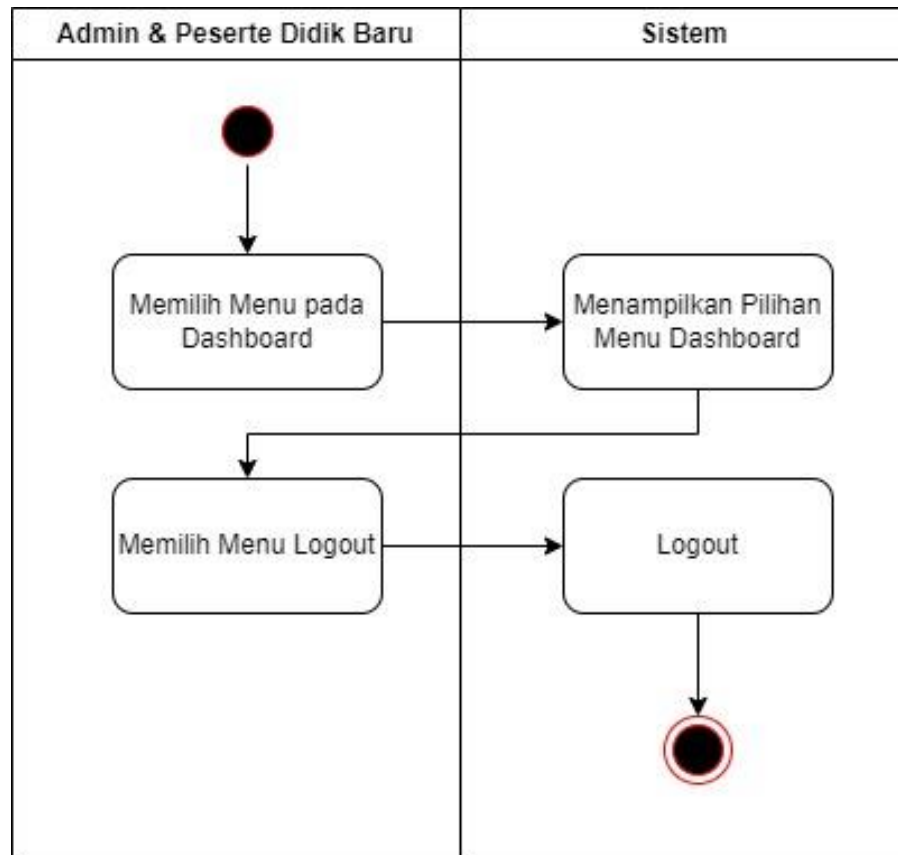 Admin & Peserte Didik Baru
Sistem
Memilih Menu pada
Dashboard
Menampilkan Pilihan
Menu Dashboard
Memilih Menu Logout
Logout